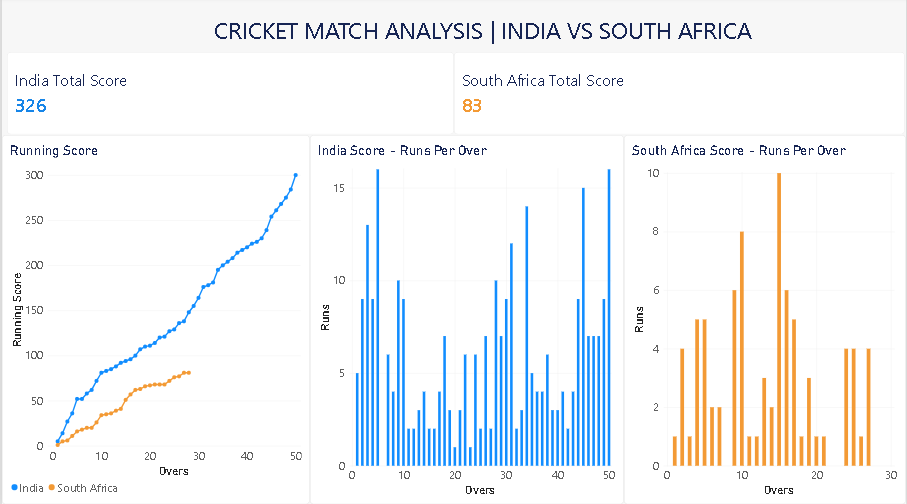 CRICKET MATCH ANALYSIS | INDIA VS SOUTH AFRICA
India Total Score
326
South Africa Total Score
83
Running Score
300
250
200
150
100
50
0
Running Score
0 10 20 30 40 50
Overs
India South Africa
India Score - Runs Per Over
15
10
5
0
Runs
0 10 20 30 40 50
Overs
South Africa Score - Runs Per Over
10
8
6
4
2
0
Runs
0 10 20 30
Overs